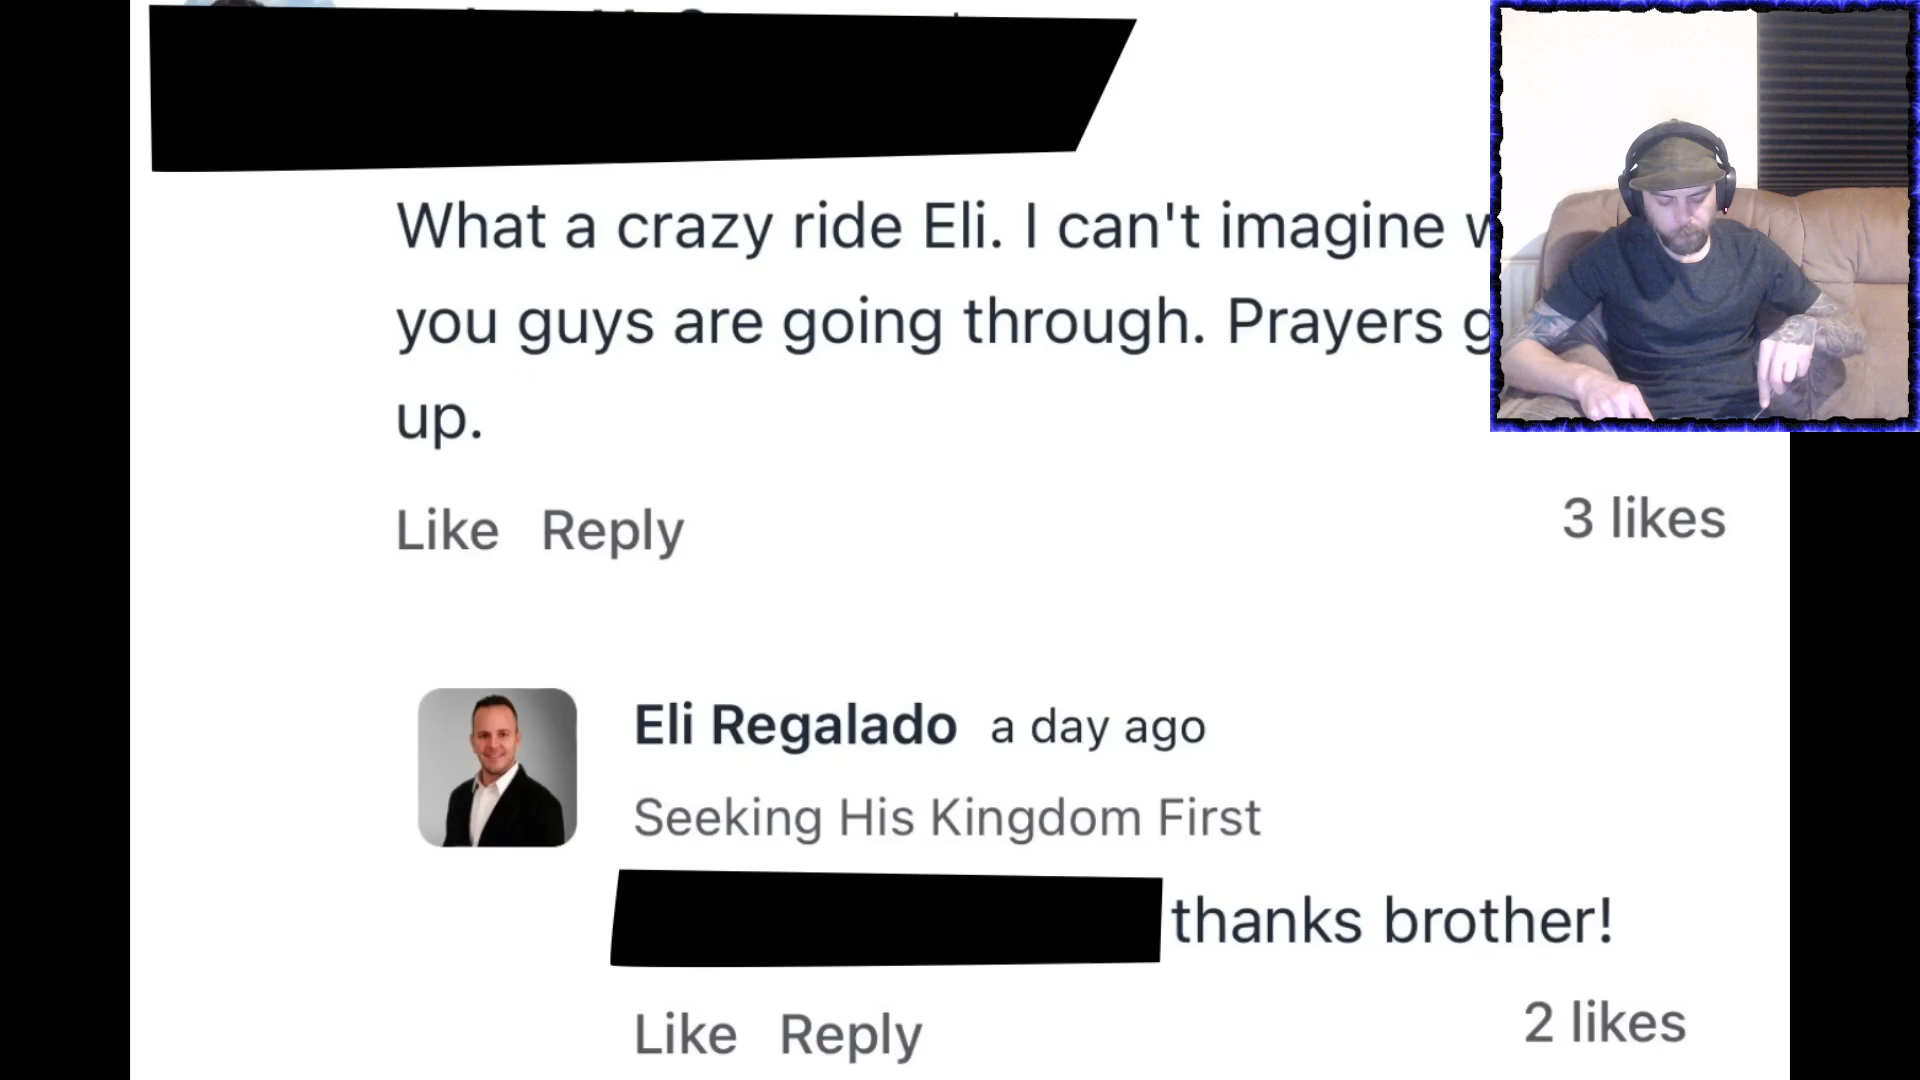 What a crazy ride Eli. I can't imagine
you guys are going through. Prayers
up.
Like Reply
3 likes
Eli Regalado a day ago
Seeking His Kingdom First
thanks brother!
Like Reply
2 likes